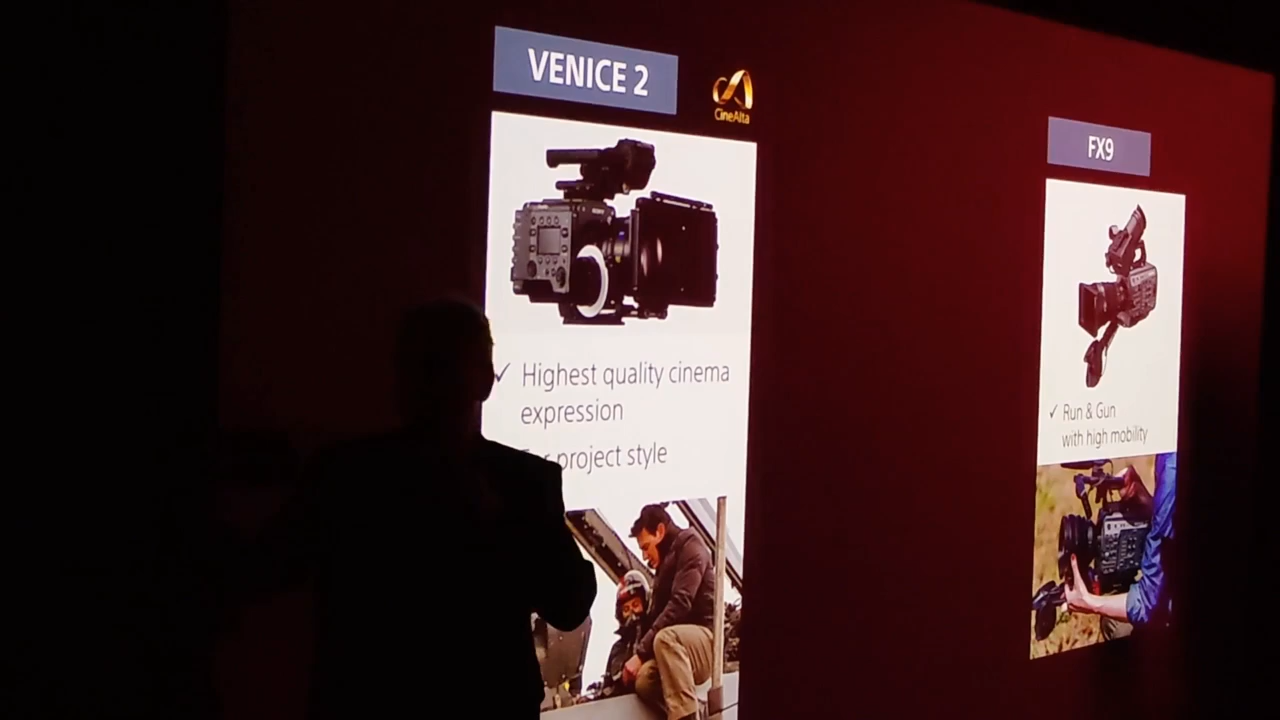 VENICE 2
CineAlta
✓ Highest quality cinema
expression
project style
FX9
✓ Run & Gun
with high mobility